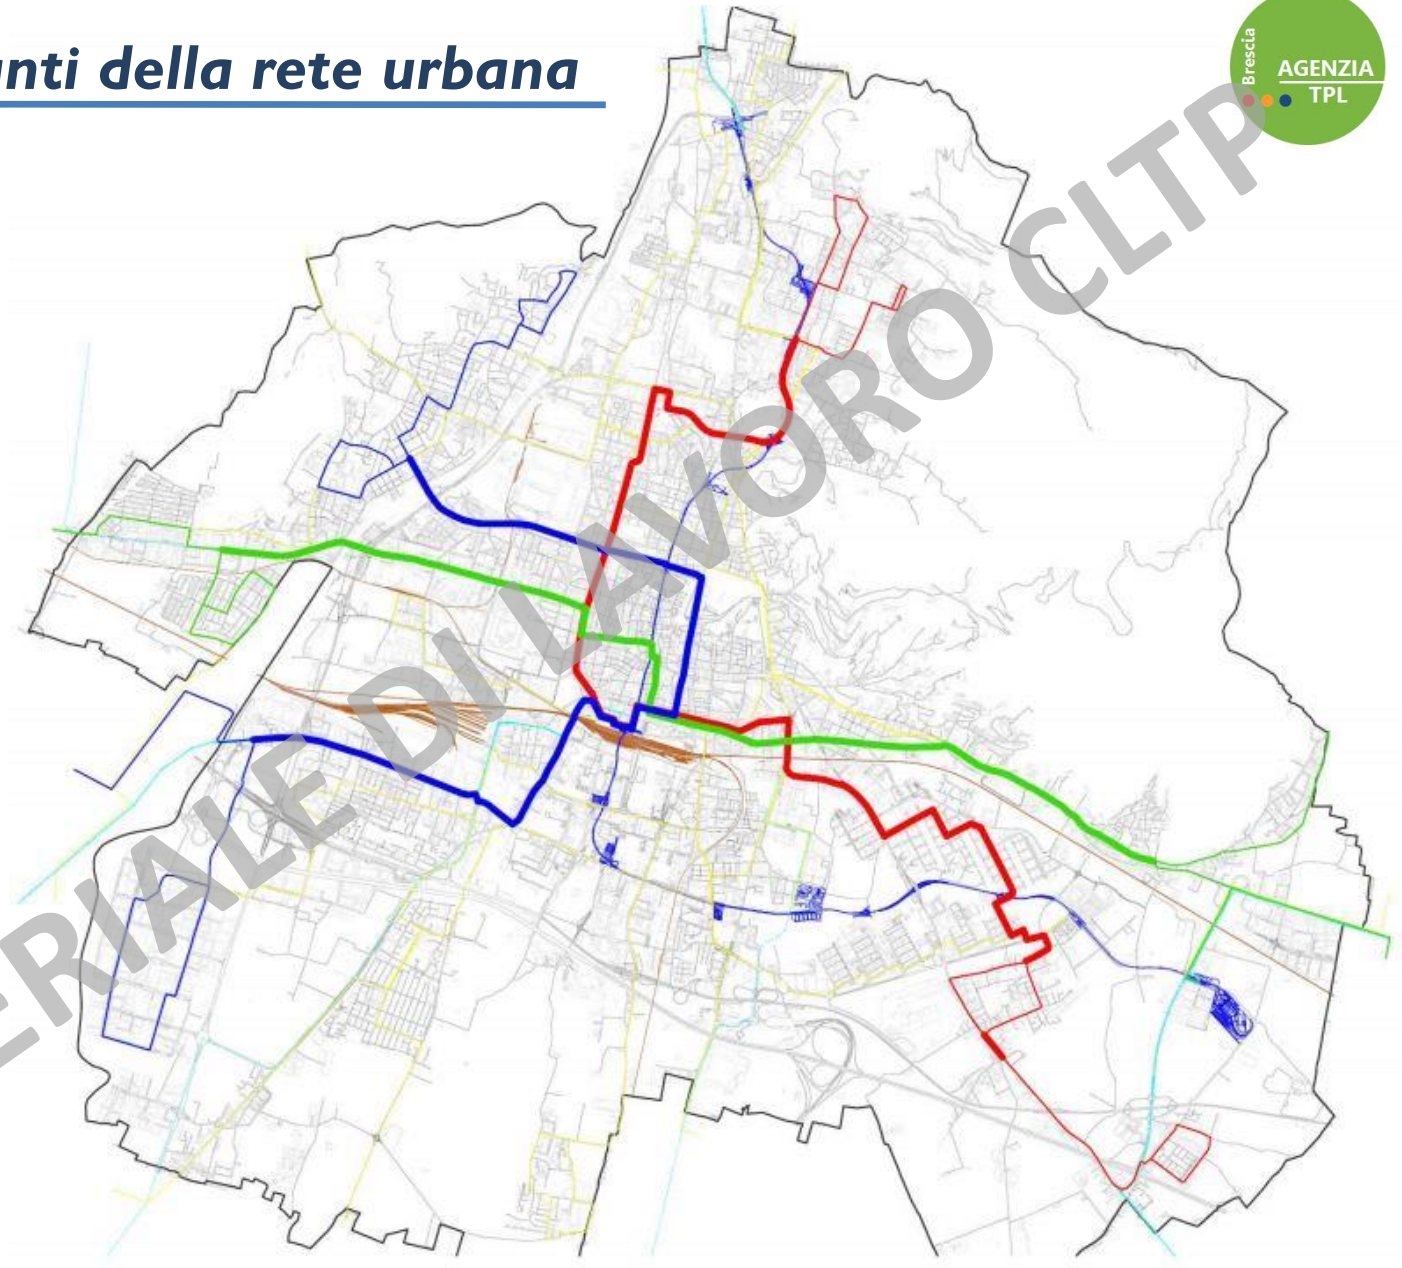 nti della rete urbana
Brescia
AGENZIA
TPL
ERIALE DI LAVORO CLTP